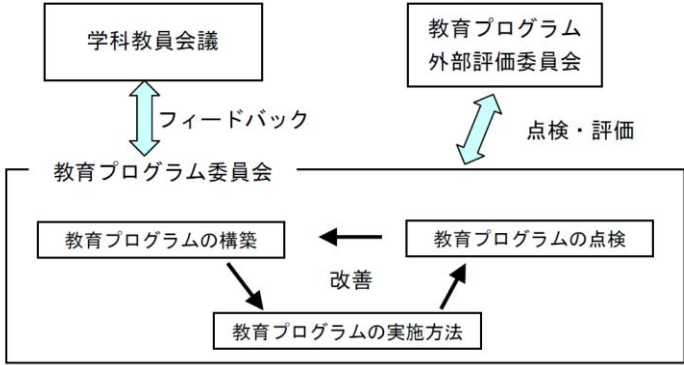 学科教員会議
教育プログラム
外部評価委員会
フィードバック
点検・評価
教育プログラム委員会
教育プログラムの構築
教育プログラムの点検
改善
教育プログラムの実施方法